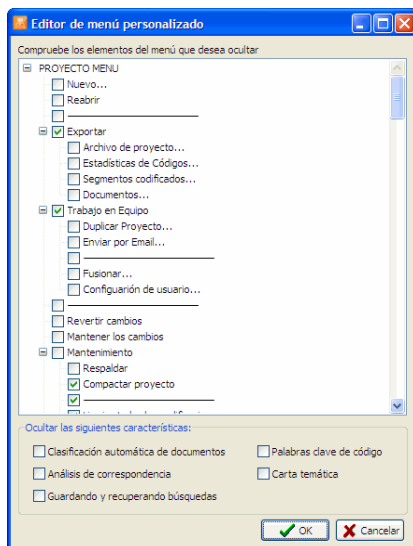 Editor de menú personalizado
Compruebe los elementos del menú que desea ocultar
PROYECTO MENU
Nuevo...
Reabrir
Exportar
Archivo de proyecto...
Estadísticas de Códigos...
Segmentos codificados...
Documentos...
Trabajo en Equipo
Duplicar Proyecto...
Enviar por Email...
Fusionar...
Configuarión de usuario...
Revertir cambios
Mantener los cambios
Mantenimiento
Respaldar
Compactar proyecto
Ocultar las siguientes características:
Clasificación automática de documentos
Palabras clave de código
Análisis de correspondencia
Carta temática
Guardando y recuperando búsquedas
OK
Cancelar